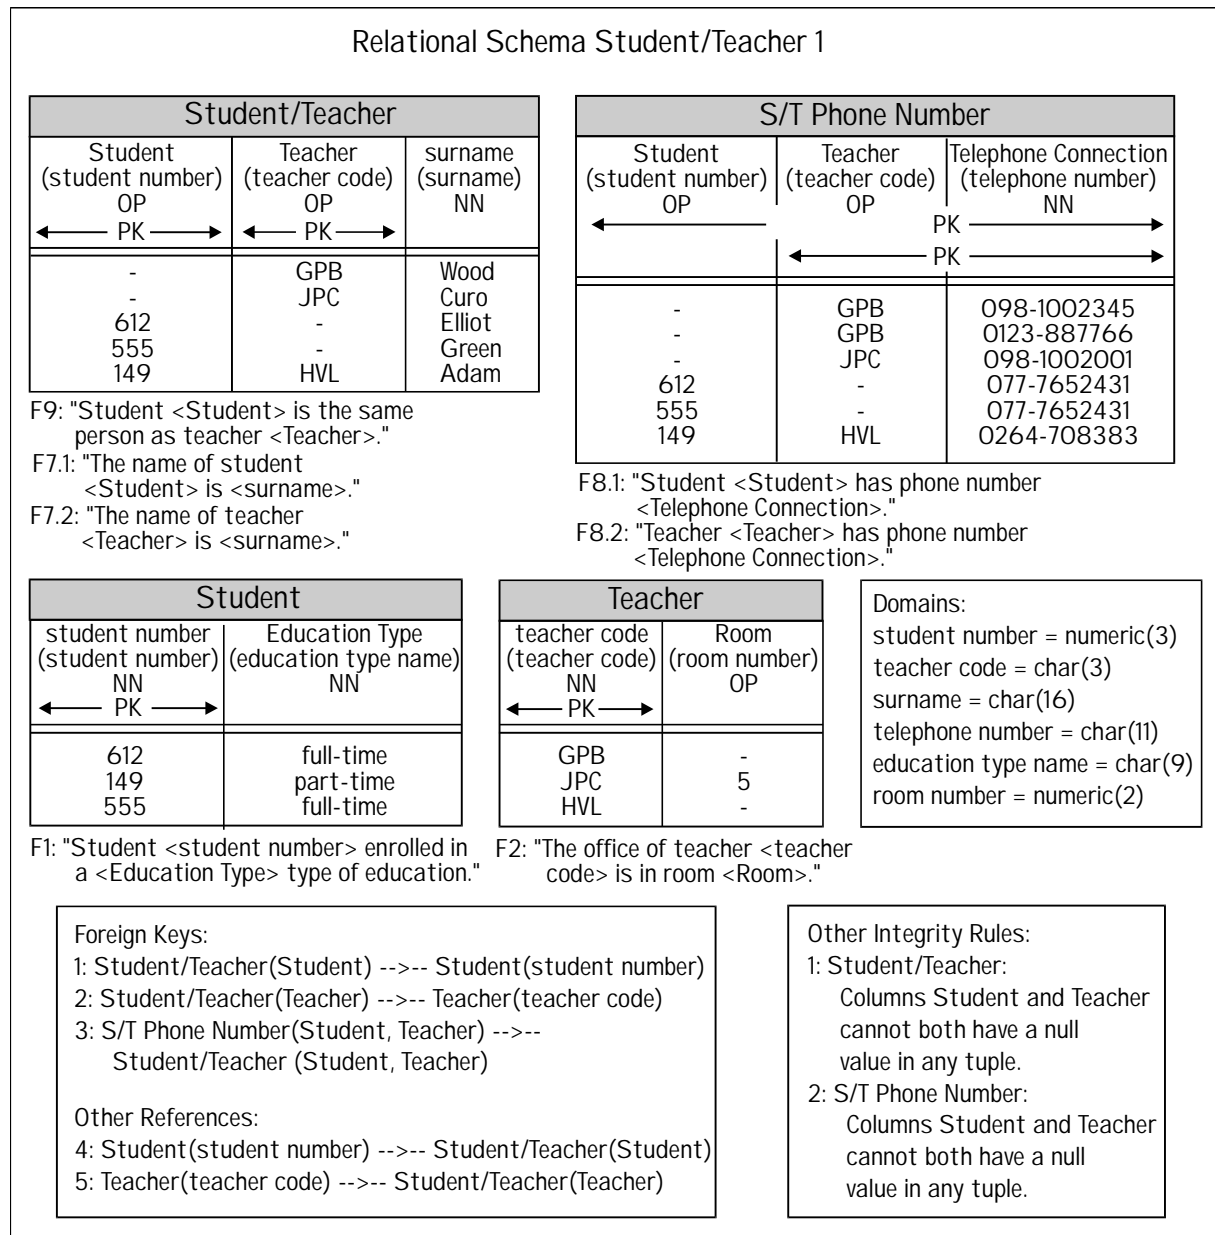 Relational Schema Student/Teacher 1
Student/Teacher
Student Teacher surname
(student number) (teacher code) (surname)
OP OP NN
PK PK
- GPB Wood
- JPC Curo
612 - Elliot
555 - Green
149 HVL Adam
F9: "Student <Student> is the same
person as teacher <Teacher>."
F7.1: "The name of student
<Student> is <surname>."
F7.2: "The name of teacher
<Teacher> is <surname>."
S/T Phone Number
Student Teacher Telephone Connection
(student number) (teacher code) (telephone number)
OP OP NN
PK
PK
- GPB 098-1002345
- GPB 0123-887766
- JPC 098-1002001
612 - 077-7652431
555 - 077-7652431
149 HVL 0264-708383
F8.1: "Student <Student> has phone number
<Telephone Connection>."
F8.2: "Teacher <Teacher> has phone number
<Telephone Connection>."
Student
student number Education Type
(student number) (education type name)
NN NN
PK
612 full-time
149 part-time
555 full-time
F1: "Student <student number> enrolled in
a <Education Type> type of education."
Teacher
teacher code Room
(teacher code) (room number)
NN OP
PK
GPB -
JPC 5
HVL -
F2: "The office of teacher <teacher
code> is in room <Room>."
Domains:
student number = numeric(3)
teacher code = char(3)
surname = char(16)
telephone number = char(11)
education type name = char(9)
room number = numeric(2)
Foreign Keys:
1: Student/Teacher(Student) -->-- Student(student number)
2: Student/Teacher(Teacher) -->-- Teacher(teacher code)
3: S/T Phone Number(Student, Teacher) -->--
Student/Teacher (Student, Teacher)
Other References:
4: Student(student number) -->-- Student/Teacher(Student)
5: Teacher(teacher code) -->-- Student/Teacher(Teacher)
Other Integrity Rules:
1: Student/Teacher:
Columns Student and Teacher
cannot both have a null
value in any tuple.
2: S/T Phone Number:
Columns Student and Teacher
cannot both have a null
value in any tuple.